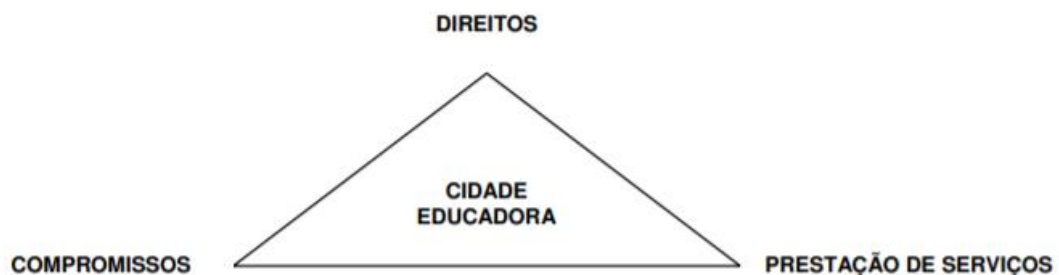 DIREITOS
CIDADE
EDUCADORA
COMPROMISSOS
PRESTAÇÃO DE SERVIÇOS